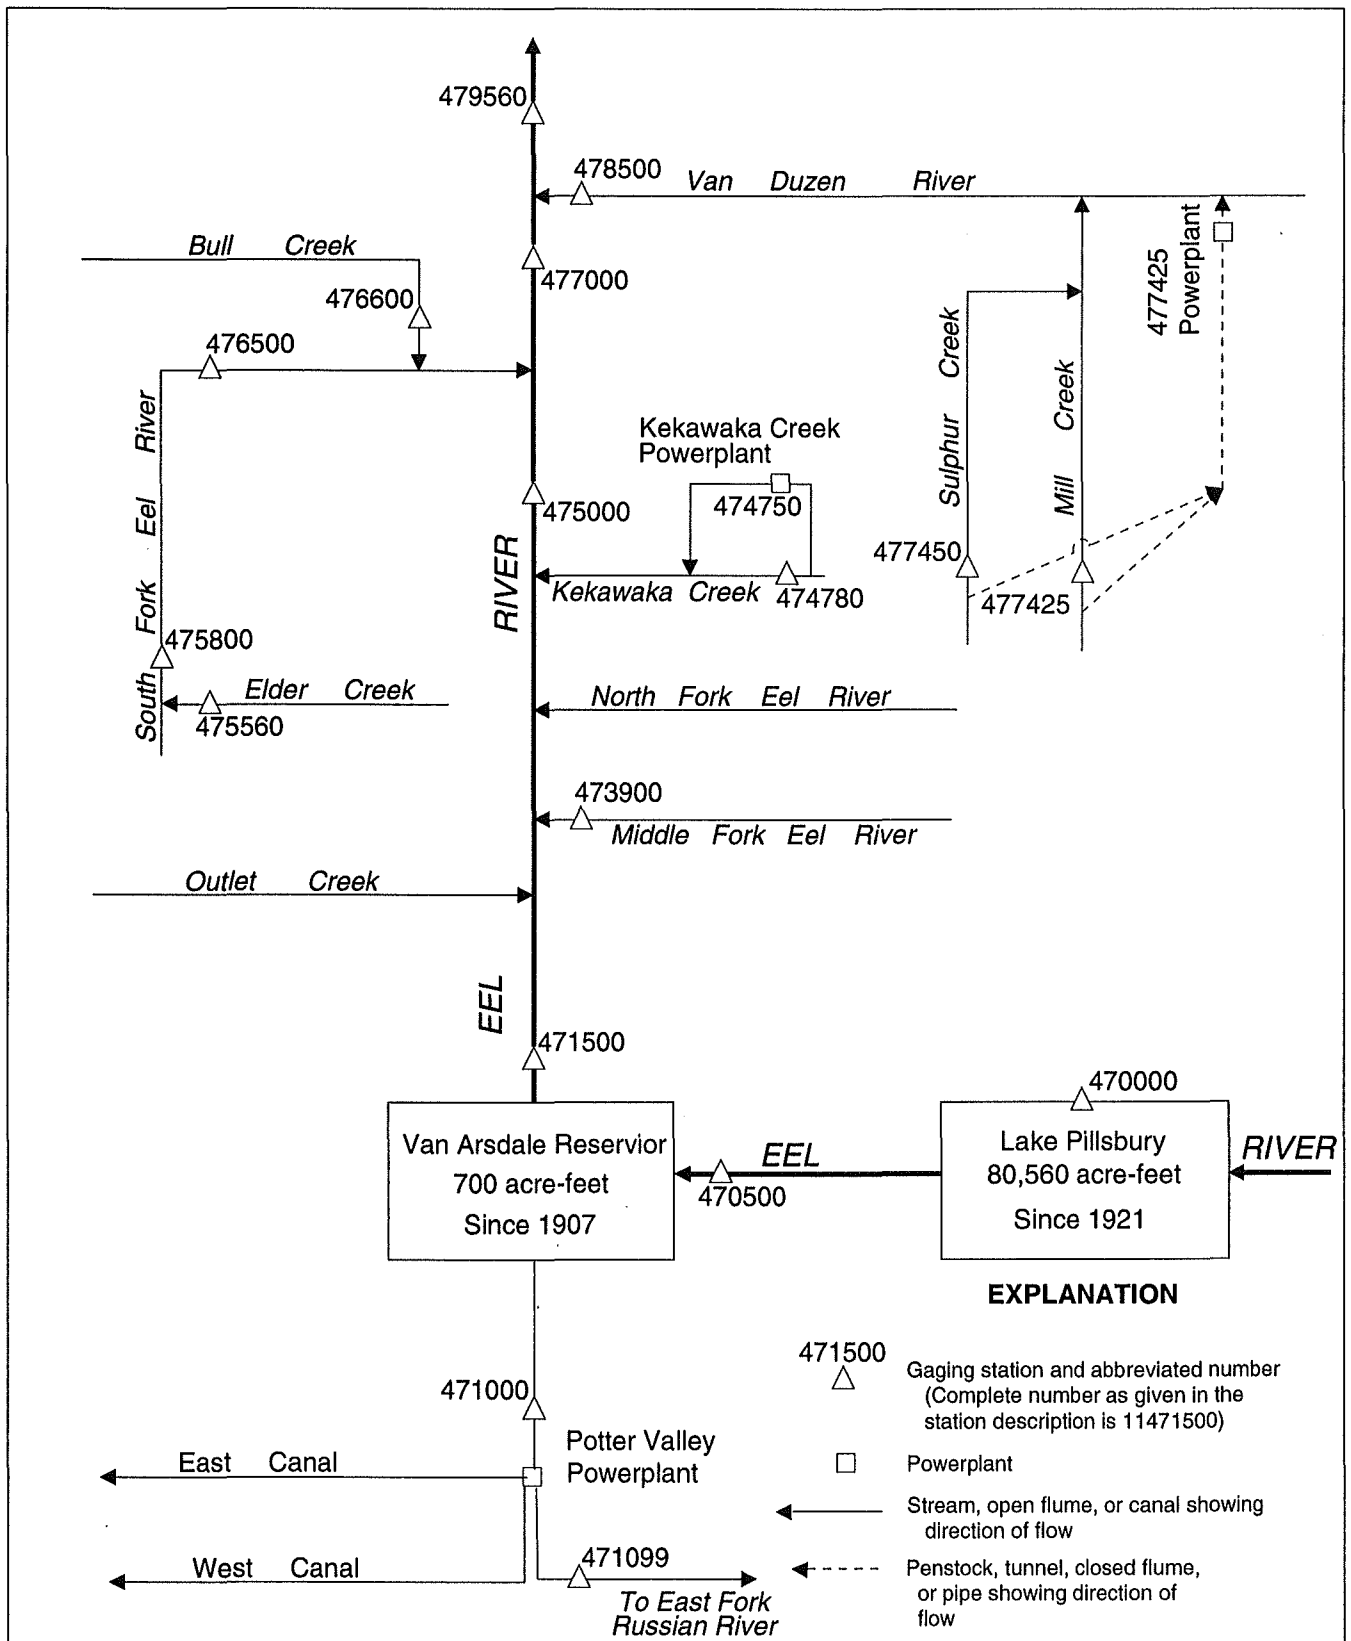 479560
478500
Van Duzen River
Bull Creek
477000
476600
476500
477425
Powerplant
Sulphur Creek
Mill Creek
South Fork Eel River
Kekawaka Creek
Powerplant
474750
475000
RIVER
477450
Kekawaka Creek
474780
477425
475800
Elder Creek
475560
North Fork Eel River
473900
Middle Fork Eel River
Outlet Creek
EEL
471500
470000
Van Arsdale Reservior
700 acre-feet
Since 1907
EEL
470500
Lake Pillsbury
80,560 acre-feet
Since 1921
RIVER
EXPLANATION
471500
Gaging station and abbreviated number
(Complete number as given in the
station description is 11471500)
471000
Potter Valley
Powerplant
East Canal
Powerplant
Stream, open flume, or canal showing
direction of flow
West Canal
471099
To East Fork
Russian River
Penstock, tunnel, closed flume,
or pipe showing direction of
flow